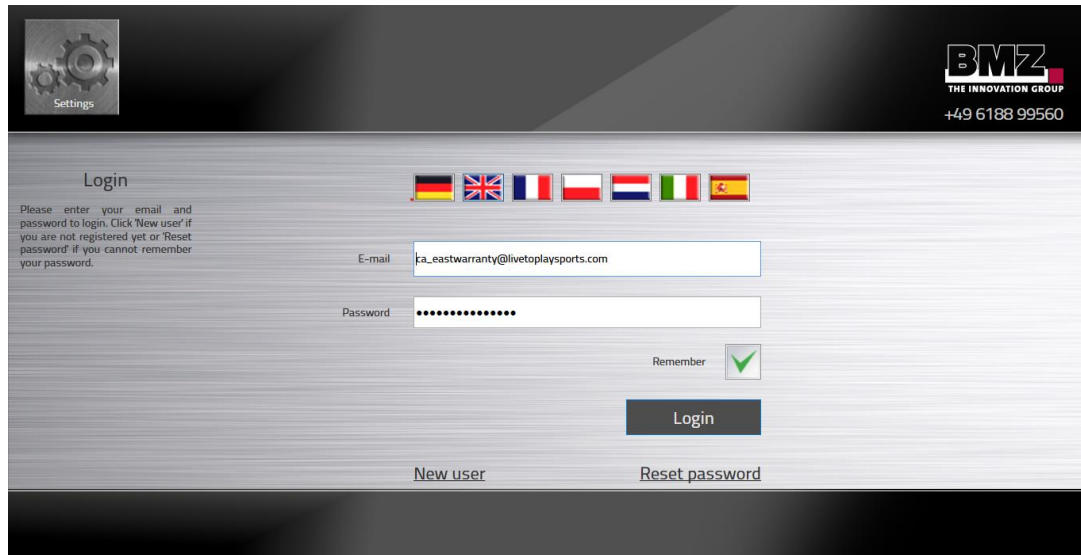 Settings
BMZ
THE INNOVATION GROUP
+49 6188 99560
Login
Please enter your email and
password to login. Click 'New user' if
you are not registered yet or 'Reset
password' if you cannot remember
your password.
E-mail
ca_eastwarranty@livetoplaysports.com
Password
•••••••••••••••
Remember
Login
New user
Reset password